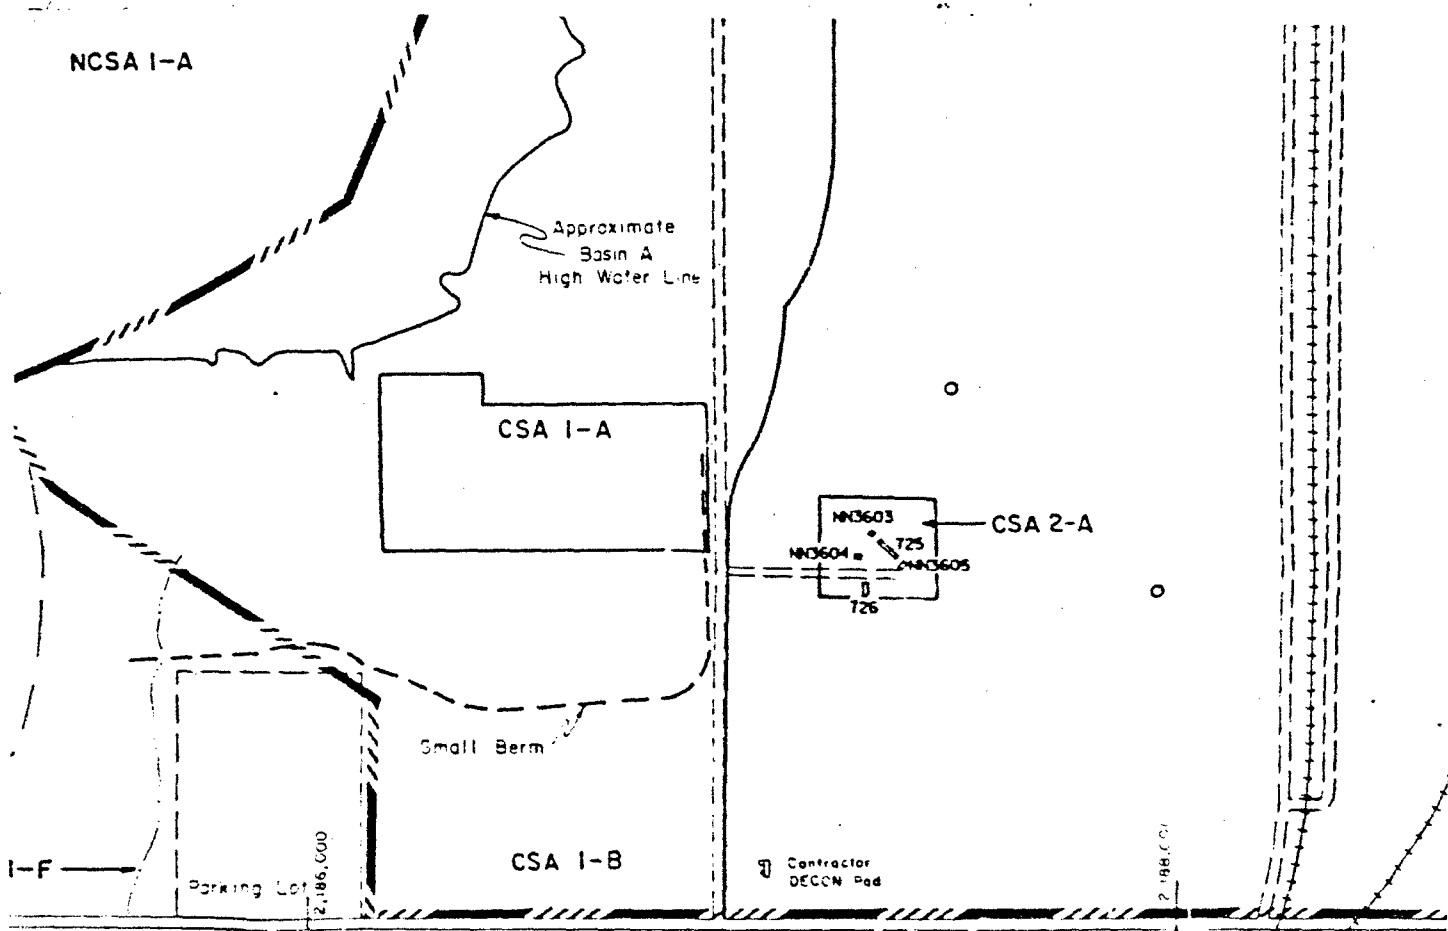 NCSA 1-A
Approximate
Basin A
High Water Line
CSA 1-A
NN3603
CSA 2-A
725
NN3604
NN3605
726
Small Berm
1-F
CSA 1-B
Contractor
DECON Pad
Parking Lot
2,186,000